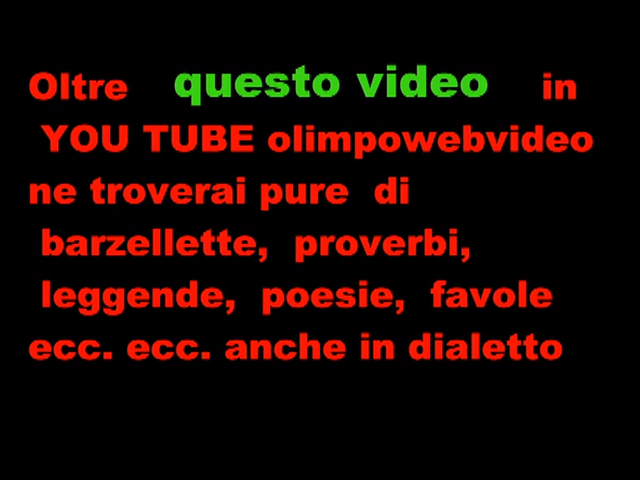 Oltre questo video in
YOU TUBE olimpowebvideo
ne troverai pure di
barzellette, proverbi,
leggende, poesie, favole
ecc. ecc. anche in dialetto